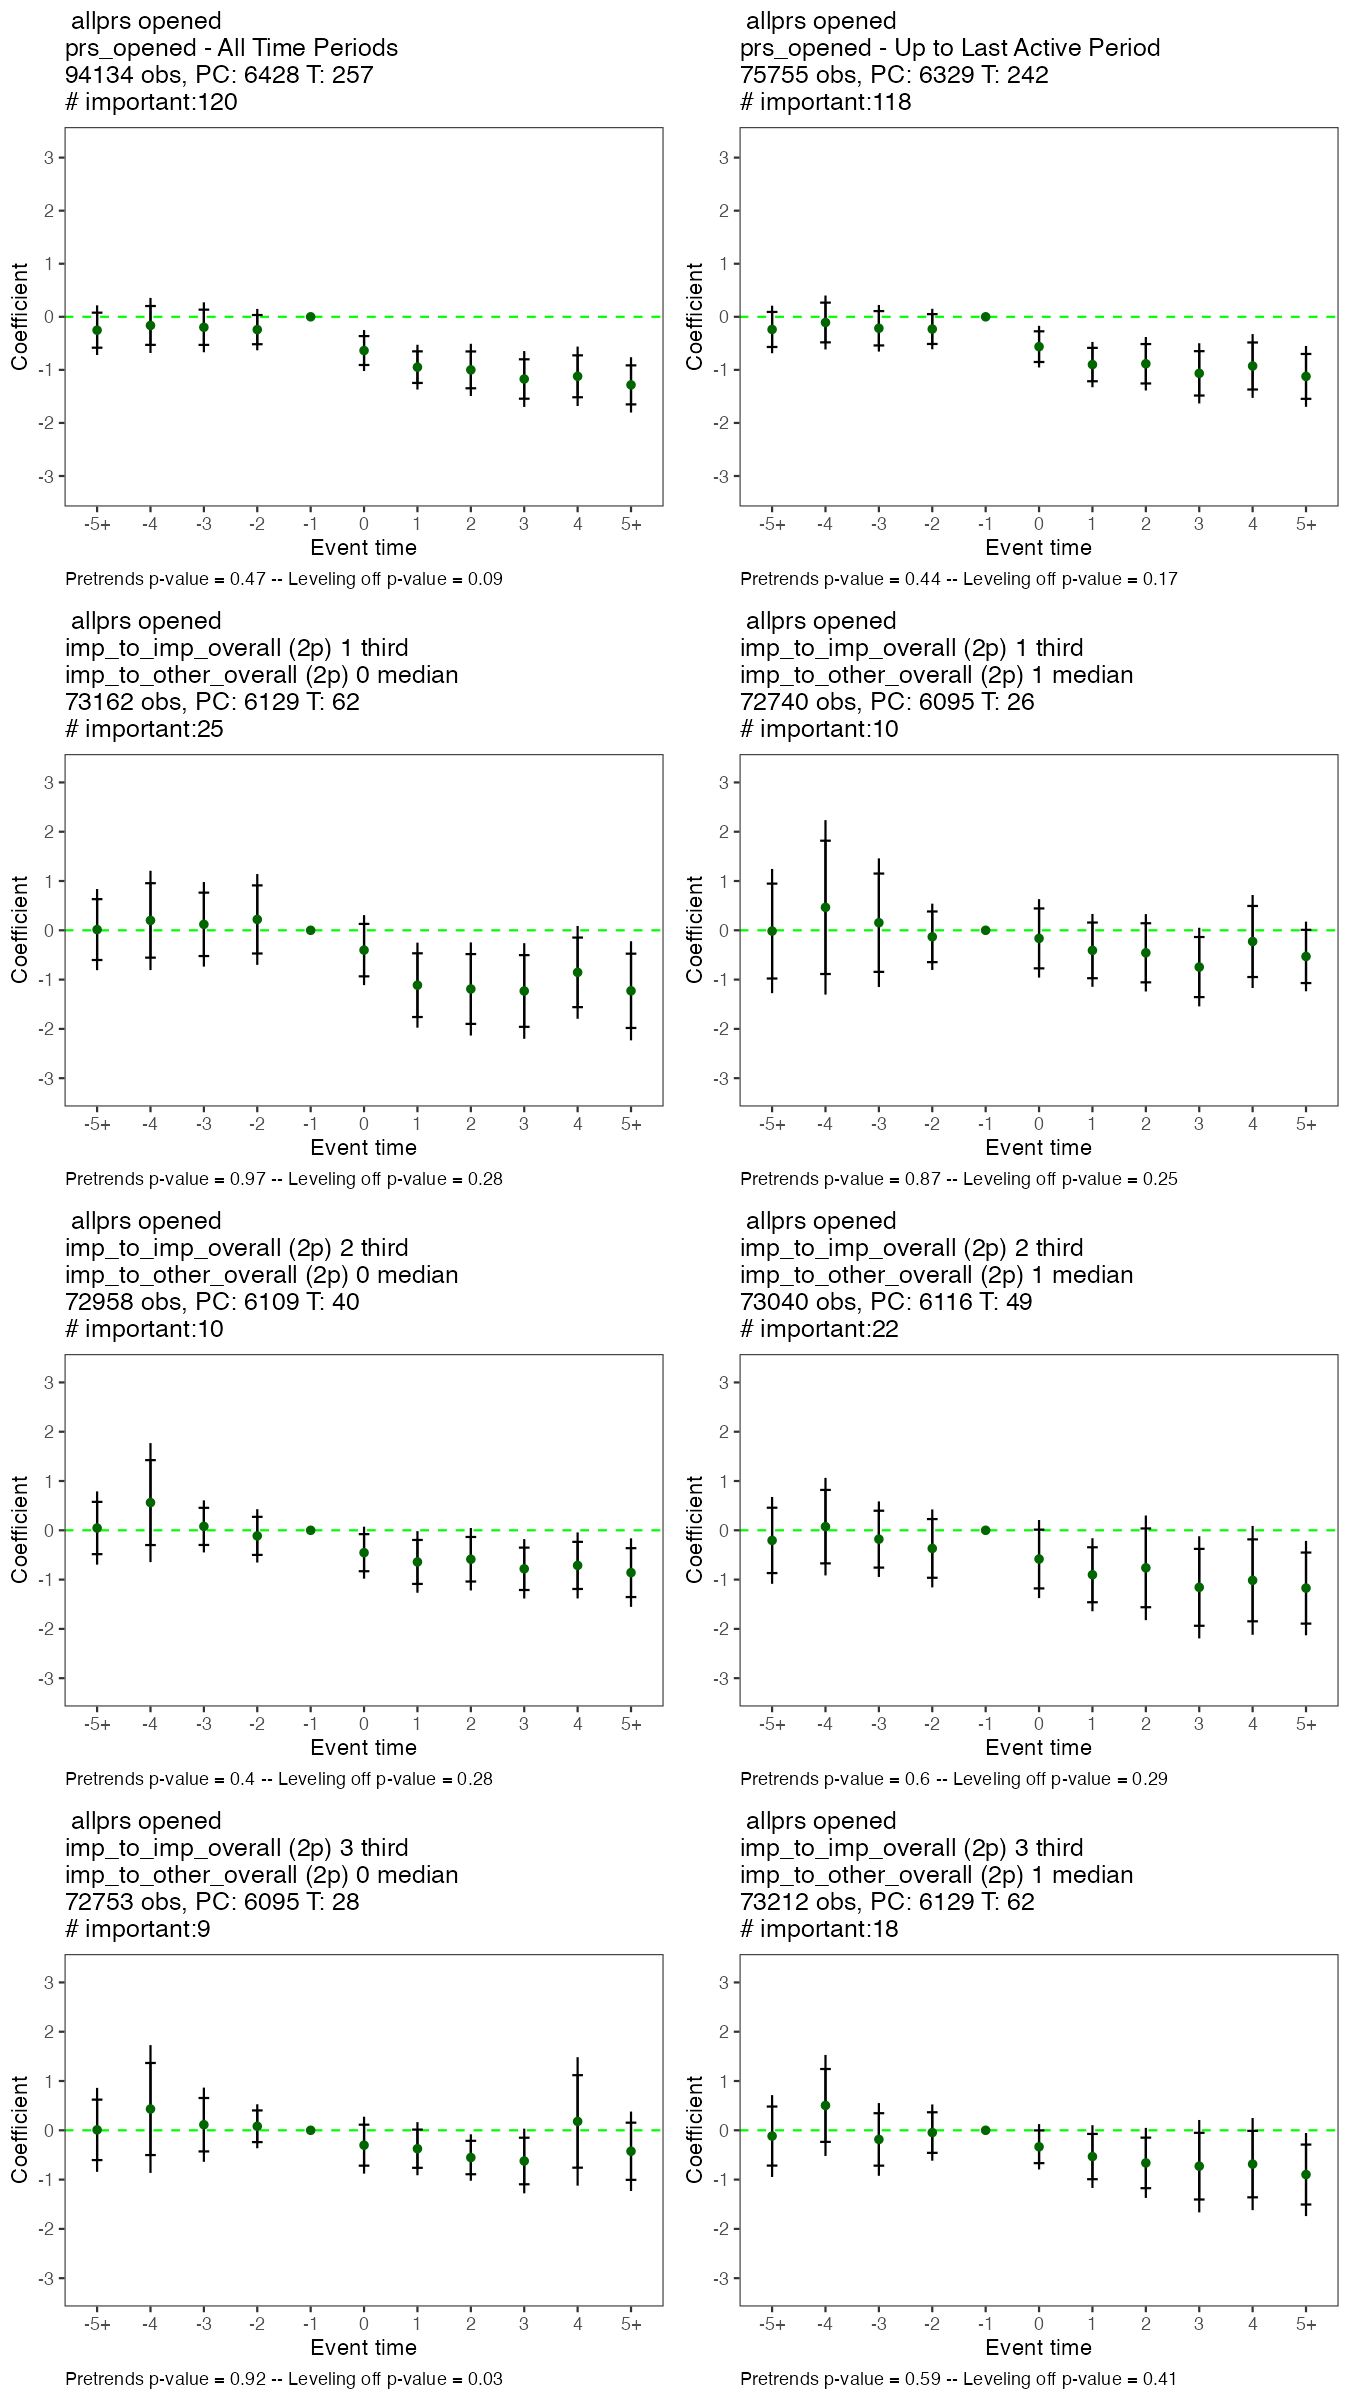 allprs opened
prs_opened - All Time Periods
94134 obs, PC: 6428 T: 257
# important:120
3
2
1
0
-1
-2
-3
Coefficient
-5+ -4 -3 -2 -1 0 1 2 3 4 5+
Event time
Pretrends p-value = 0.47 -- Leveling off p-value = 0.09
allprs opened
prs_opened - Up to Last Active Period
75755 obs, PC: 6329 T: 242
# important:118
3
2
1
0
-1
-2
-3
Coefficient
-5+ -4 -3 -2 -1 0 1 2 3 4 5+
Event time
Pretrends p-value = 0.44 -- Leveling off p-value = 0.17
allprs opened
imp_to_imp_overall (2p) 1 third
imp_to_other_overall (2p) 0 median
73162 obs, PC: 6129 T: 62
# important:25
3
2
1
0
-1
-2
-3
Coefficient
-5+ -4 -3 -2 -1 0 1 2 3 4 5+
Event time
Pretrends p-value = 0.97 -- Leveling off p-value = 0.28
allprs opened
imp_to_imp_overall (2p) 1 third
imp_to_other_overall (2p) 1 median
72740 obs, PC: 6095 T: 26
# important:10
3
2
1
0
-1
-2
-3
Coefficient
-5+ -4 -3 -2 -1 0 1 2 3 4 5+
Event time
Pretrends p-value = 0.87 -- Leveling off p-value = 0.25
allprs opened
imp_to_imp_overall (2p) 2 third
imp_to_other_overall (2p) 0 median
72958 obs, PC: 6109 T: 40
# important:10
3
2
1
0
-1
-2
-3
Coefficient
-5+ -4 -3 -2 -1 0 1 2 3 4 5+
Event time
Pretrends p-value = 0.4 -- Leveling off p-value = 0.28
allprs opened
imp_to_imp_overall (2p) 2 third
imp_to_other_overall (2p) 1 median
73040 obs, PC: 6116 T: 49
# important:22
3
2
1
0
-1
-2
-3
Coefficient
-5+ -4 -3 -2 -1 0 1 2 3 4 5+
Event time
Pretrends p-value = 0.6 -- Leveling off p-value = 0.29
allprs opened
imp_to_imp_overall (2p) 3 third
imp_to_other_overall (2p) 0 median
72753 obs, PC: 6095 T: 28
# important:9
3
2
1
0
-1
-2
-3
Coefficient
-5+ -4 -3 -2 -1 0 1 2 3 4 5+
Event time
Pretrends p-value = 0.92 -- Leveling off p-value = 0.03
allprs opened
imp_to_imp_overall (2p) 3 third
imp_to_other_overall (2p) 1 median
73212 obs, PC: 6129 T: 62
# important:18
3
2
1
0
-1
-2
-3
Coefficient
-5+ -4 -3 -2 -1 0 1 2 3 4 5+
Event time
Pretrends p-value = 0.59 -- Leveling off p-value = 0.41